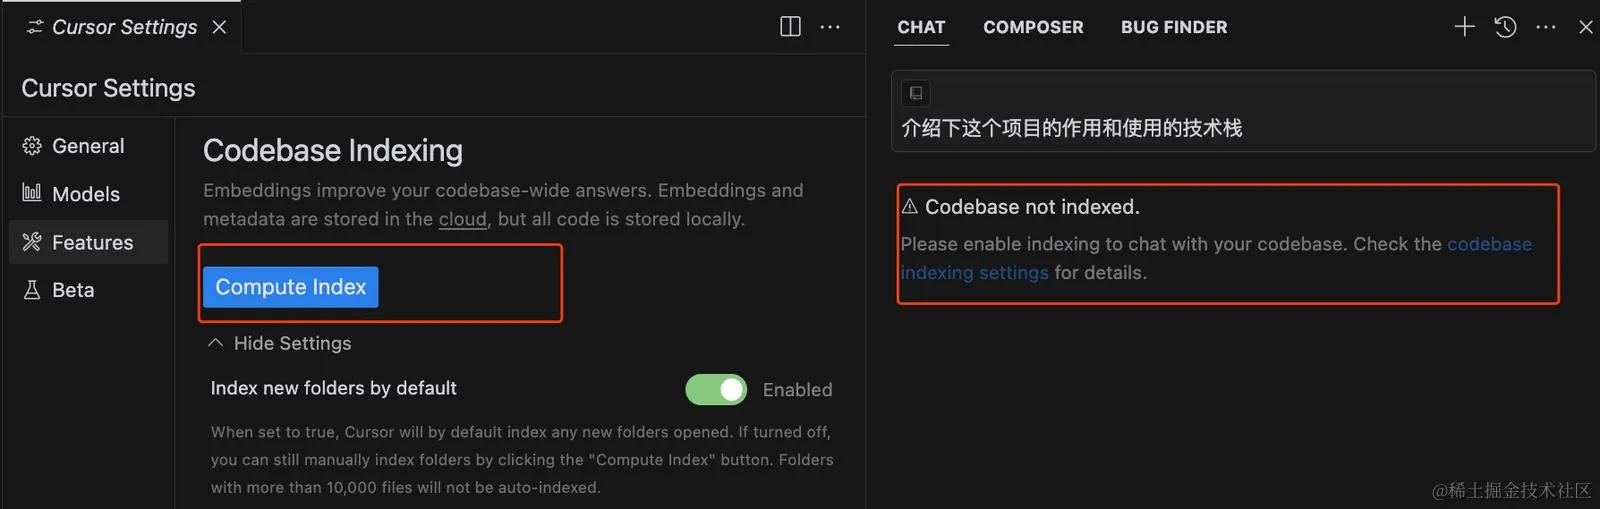 Cursor Settings
Cursor Settings
General
Models
Features
Beta
Codebase Indexing
Embeddings improve your codebase-wide answers. Embeddings and
metadata are stored in the cloud, but all code is stored locally.
Compute Index
Hide Settings
Index new folders by default
Enabled
When set to true, Cursor will by default index any new folders opened. If turned off,
you can still manually index folders by clicking the "Compute Index" button. Folders
with more than 10,000 files will not be auto-indexed.
CHAT
COMPOSER
BUG FINDER
介绍下这个项目的作用和使用的技术栈
Codebase not indexed.
Please enable indexing to chat with your codebase. Check the codebase
indexing settings for details.
@稀土掘金技术社区